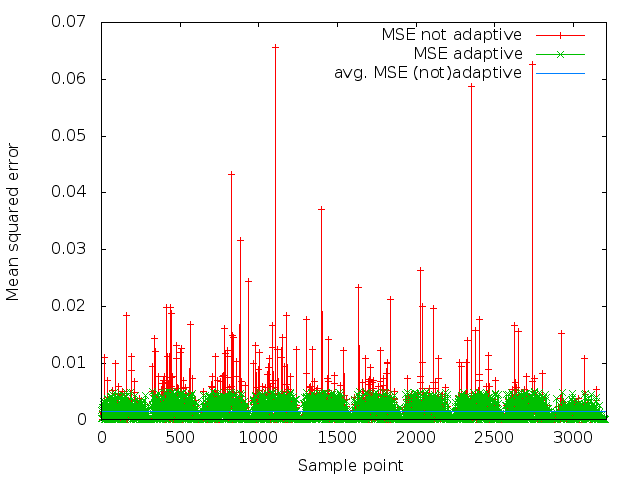 0.07
0.06
0.05
0.04
0.03
0.02
0.01
0
0 500 1000 1500 2000 2500 3000
Mean squared error
Sample point
MSE not adaptive
MSE adaptive
avg. MSE (not)adaptive